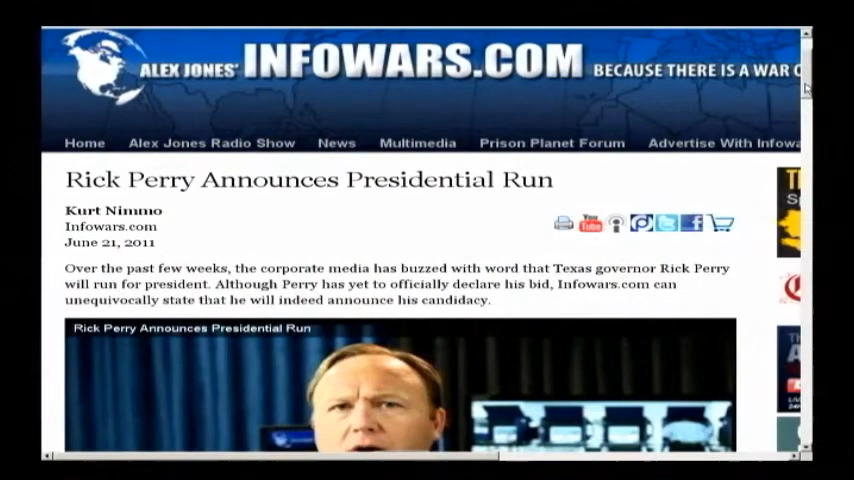 ALEX JONES' INFOWARS.COM BECAUSE THERE IS A WAR
Home Alex Jones Radio Show News Multimedia Prison Planet Forum Advertise With Infowa
Rick Perry Announces Presidential Run
Kurt Nimmo
Infowars.com
June 21, 2011
You
Tube
Over the past few weeks, the corporate media has buzzed with word that Texas governor Rick Perry
will run for president. Although Perry has yet to officially declare his bid, Infowars.com can
unequivocally state that he will indeed announce his candidacy.
Rick Perry Announces Presidential Run